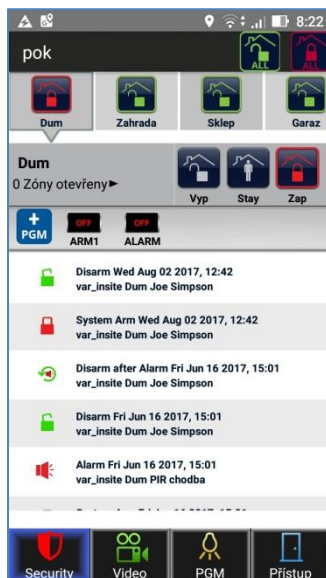 8:22
pok
ALL
ALL
Dum
Zahrada
Sklep
Garaz
Dum
0 Zóny otevřeny►
Vyp
Stay
Zap
+
PGM
OFF
ARM1
OFF
ALARM
Disarm Wed Aug 02 2017, 12:42
var_insite Dum Joe Simpson
System Arm Wed Aug 02 2017, 12:42
var_insite Dum Joe Simpson
Disarm after Alarm Fri Jun 16 2017, 15:01
var_insite Dum Joe Simpson
Disarm Fri Jun 16 2017, 15:01
var_insite Dum Joe Simpson
Alarm Fri Jun 16 2017, 15:01
var_insite Dum PIR chodba
Security
Video
PGM
Přístup